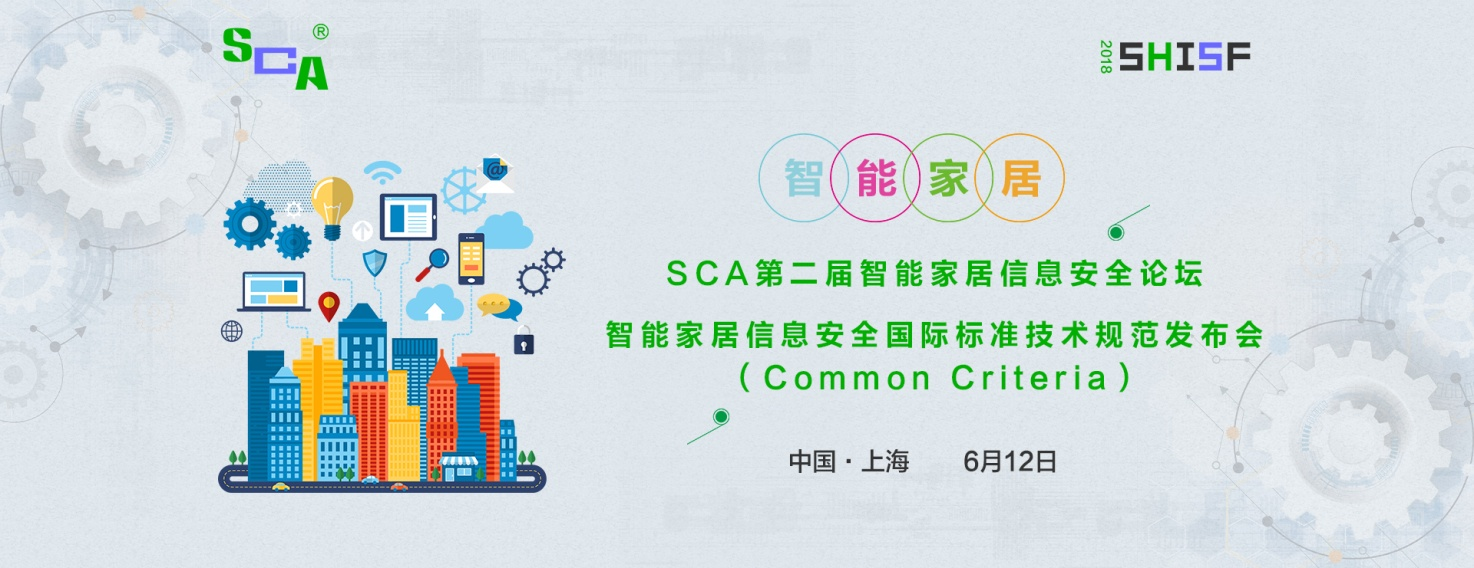 SCA®
2018 SHISF
智能家居
SCA第二届智能家居信息安全论坛
智能家居信息安全国际标准技术规范发布会
（Common Criteria）
中国·上海 6月12日